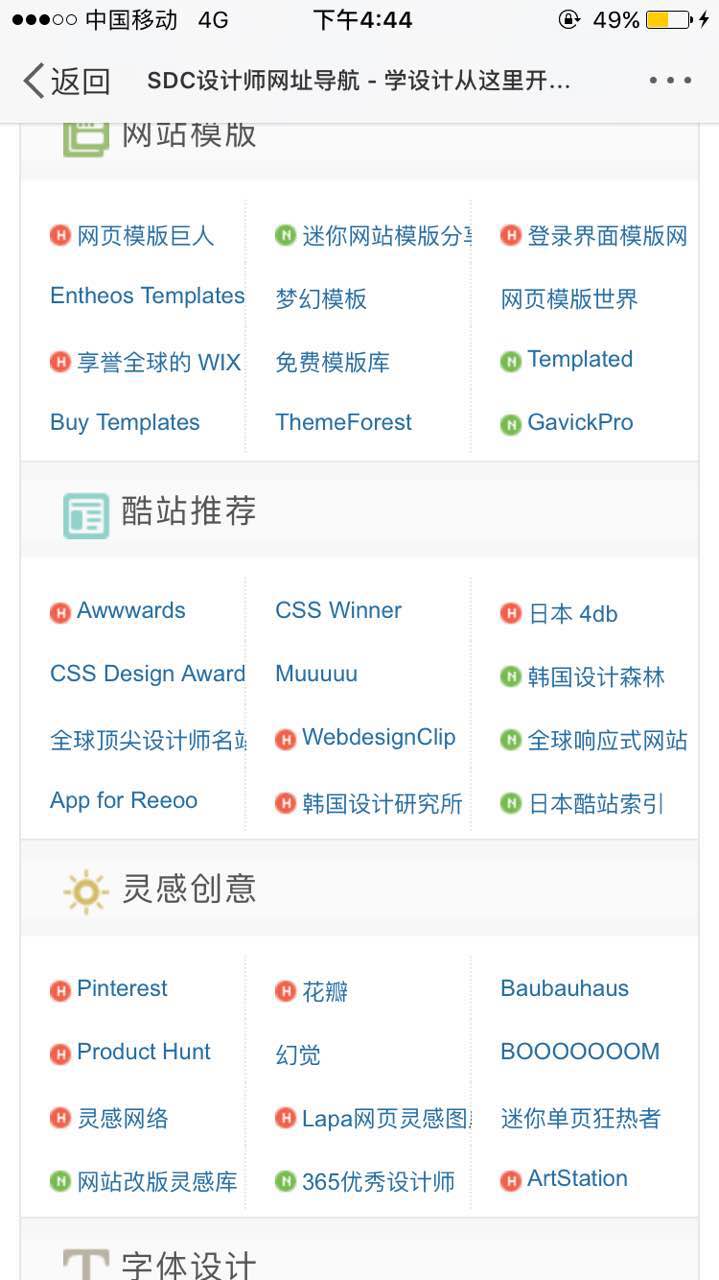 中国移动 4G 下午4:44 49%
返回 SDC设计师网址导航 - 学设计从这里开...
网站模版
H 网页模版巨人 N 迷你网站模版分享 H 登录界面模版网
Entheos Templates 梦幻模板 网页模版世界
H 享誉全球的 WIX 免费模版库 N Templated
Buy Templates ThemeForest N GavickPro
酷站推荐
H Awwwards CSS Winner H 日本 4db
CSS Design Award Muuuuu N 韩国设计森林
全球顶尖设计师名站 H WebdesignClip N 全球响应式网站
App for Reeoo H 韩国设计研究所 N 日本酷站索引
灵感创意
H Pinterest H 花瓣 Baubauhaus
H Product Hunt 幻觉 BOOOOOOOM
H 灵感网络 H Lapa网页灵感图 迷你单页狂热者
N 网站改版灵感库 N 365优秀设计师 H ArtStation
字体设计